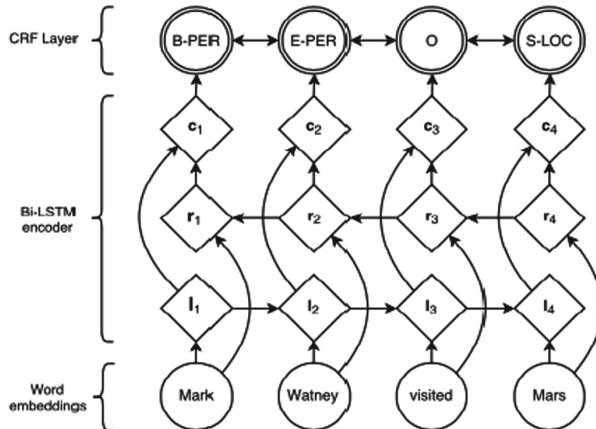 CRF Layer
B-PER E-PER O S-LOC
c1 c2 c3 c4
Bi-LSTM
encoder
r1 r2 r3 r4
l1 l2 l3 l4
Word
embeddings
Mark Watney visited Mars